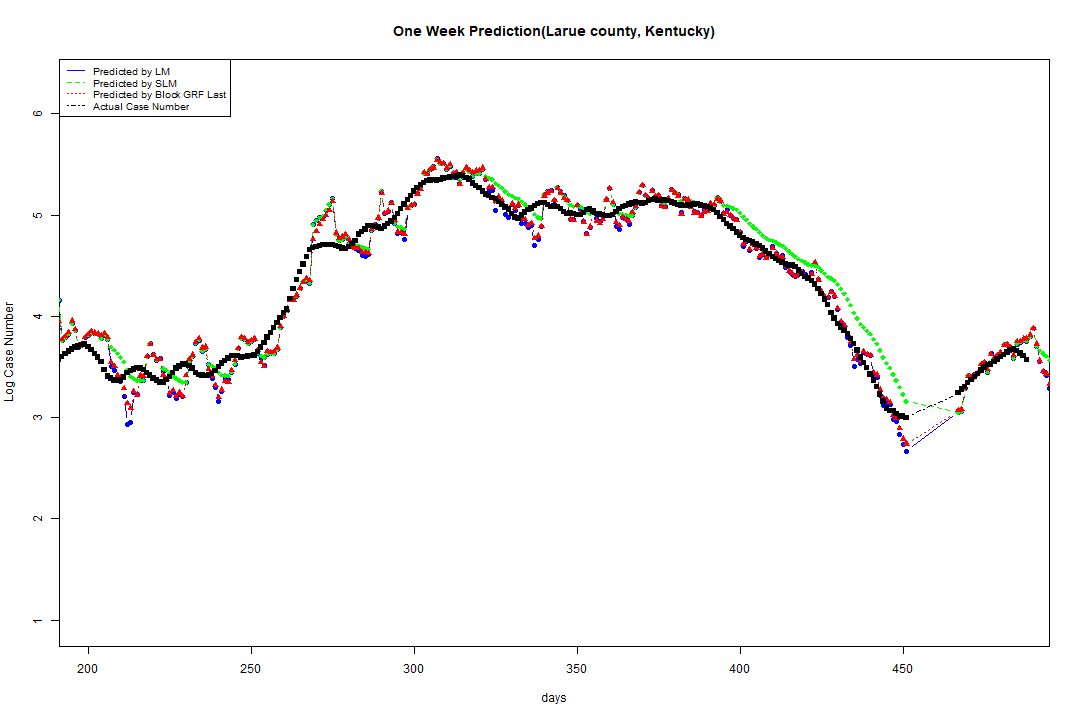 One Week Prediction(Larue county, Kentucky)
Predicted by LM
Predicted by SLM
Predicted by Block GRF Last
Actual Case Number
6
5
4
3
2
1
Log Case Number
200 250 300 350 400 450
days